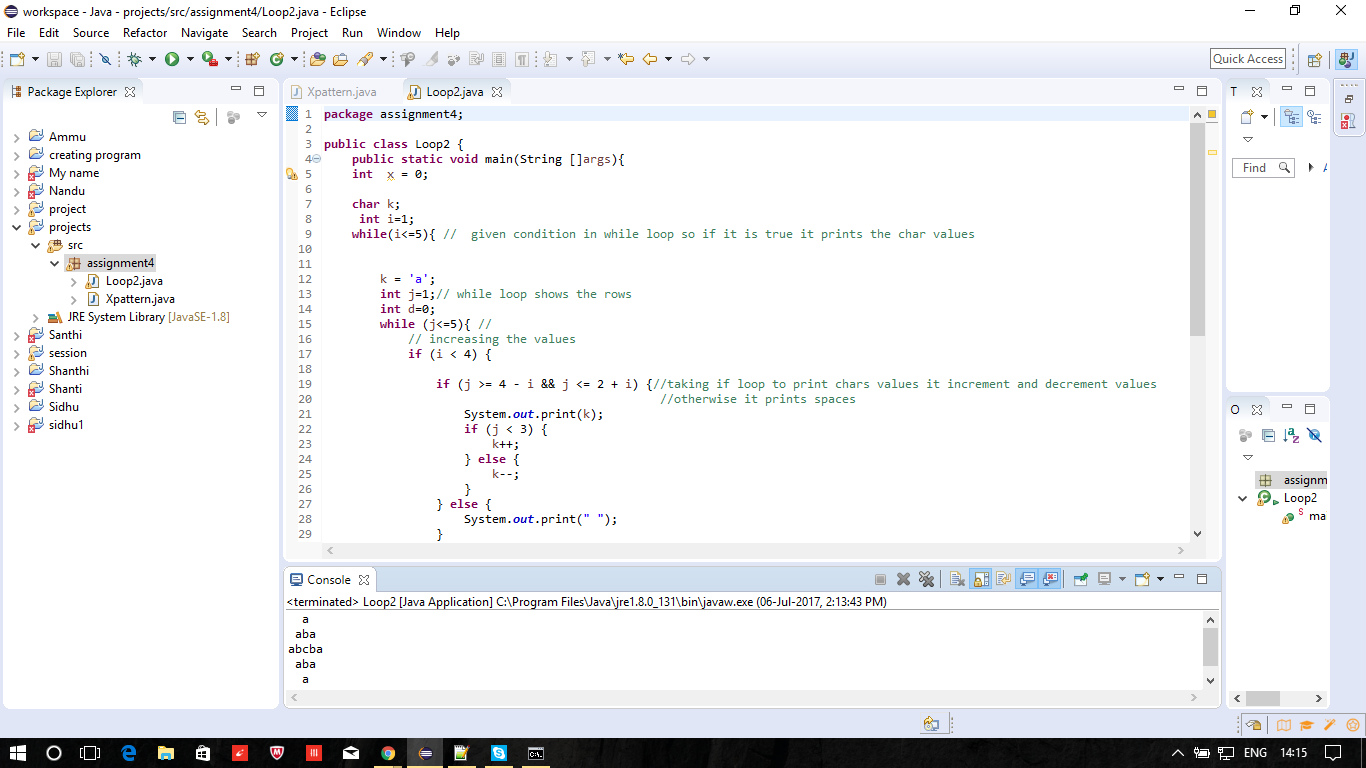 workspace - Java - projects/src/assignment4/Loop2.java - Eclipse
File Edit Source Refactor Navigate Search Project Run Window Help
Quick Access
Package Explorer
Ammu
creating program
My name
Nandu
project
projects
src
assignment4
Loop2.java
Xpattern.java
JRE System Library [JavaSE-1.8]
Santhi
session
Shanthi
Shanti
Sidhu
sidhu1
Xpattern.java Loop2.java
1 package assignment4;
2
3 public class Loop2 {
4     public static void main(String []args){
5     int  x = 0;
6
7     char k;
8      int i=1;
9     while(i<=5){ //  given condition in while loop so if it is true it prints the char values
10
11
12         k = 'a';
13         int j=1;// while loop shows the rows
14         int d=0;
15         while (j<=5){ //
16             // increasing the values
17             if (i < 4) {
18
19                 if (j >= 4 - i && j <= 2 + i) {//taking if loop to print chars values it increment and decrement values
20                                                 //otherwise it prints spaces
21                     System.out.print(k);
22                     if (j < 3) {
23                         k++;
24                     } else {
25                         k--;
26                     }
27                 } else {
28                     System.out.print(" ");
29                 }
Console
<terminated> Loop2 [Java Application] C:\Program Files\Java\jre1.8.0_131\bin\javaw.exe (06-Jul-2017, 2:13:43 PM)
  a
 aba
abcba
 aba
  a
T
Find
A
O
assignm
Loop2
S ma
ENG 14:15